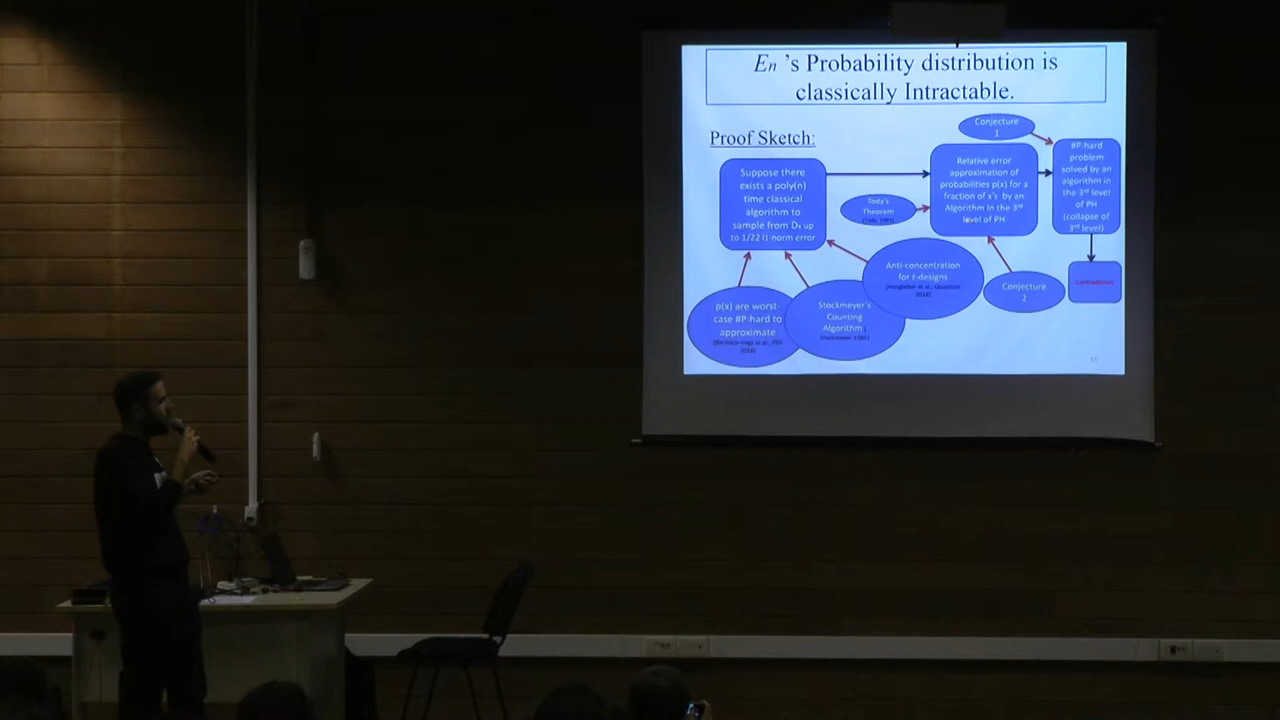 En 's Probability distribution is
classically Intractable.
Proof Sketch:
Conjecture
1
Suppose there
exists a poly(n)
time classical
algorithm to
sample from Dₙ up
to 1/22 l1-norm error
Toda's
Theorem
Relative error
approximation of
probabilities p(x) for a
fraction of x's by an
Algorithm In the 3rd
level of PH
#P-hard
problem
solved by an
algorithm in
the 3rd level
of PH
(collapse of
3rd level)
Anti-concentration
for t-designs
Conjecture
2
p(x) are worst-
case #P-hard to
approximate
Stockmeyer's
Counting
Algorithm
15